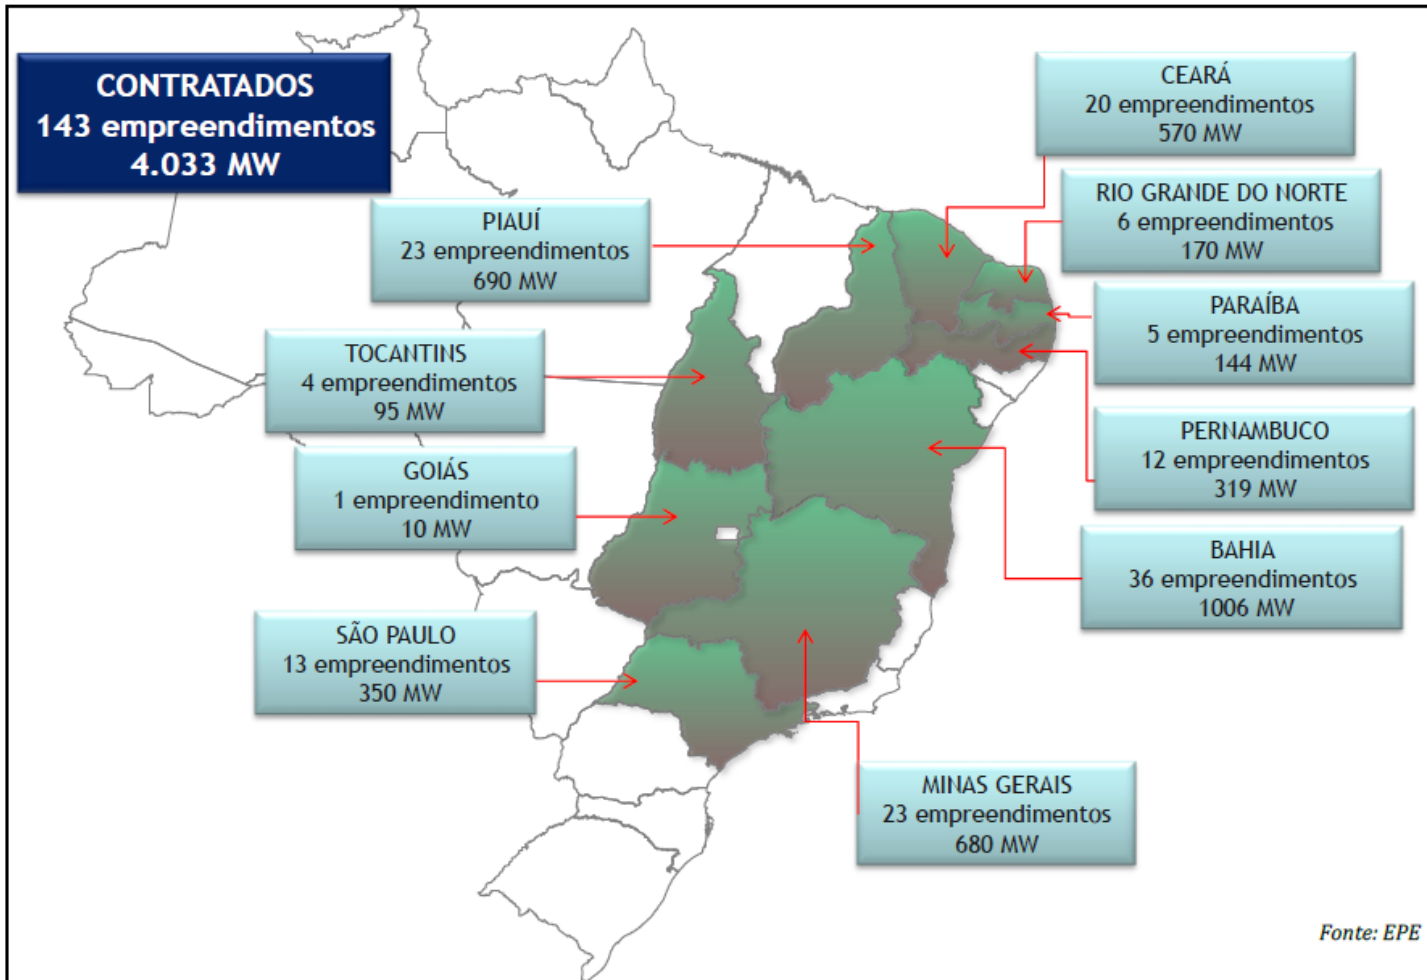 CONTRATADOS
143 empreendimentos
4.033 MW
CEARÁ
20 empreendimentos
570 MW
RIO GRANDE DO NORTE
6 empreendimentos
170 MW
PIAUÍ
23 empreendimentos
690 MW
PARAÍBA
5 empreendimentos
144 MW
TOCANTINS
4 empreendimentos
95 MW
PERNAMBUCO
12 empreendimentos
319 MW
GOIÁS
1 empreendimento
10 MW
BAHIA
36 empreendimentos
1006 MW
SÃO PAULO
13 empreendimentos
350 MW
MINAS GERAIS
23 empreendimentos
680 MW
Fonte: EPE